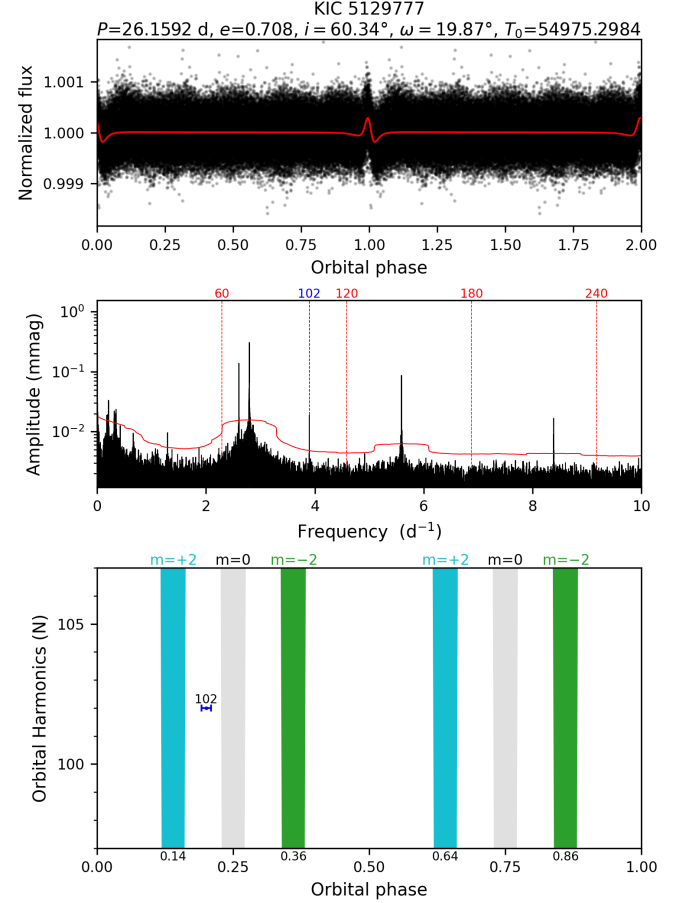 KIC 5129777
P=26.1592 d, e=0.708, i = 60.34°, ω = 19.87°, T₀=54975.2984
1.001
1.000
0.999
Normalized flux
0.00 0.25 0.50 0.75 1.00 1.25 1.50 1.75 2.00
Orbital phase
60 102 120 180 240
10⁰
10⁻¹
10⁻²
Amplitude (mmag)
0 2 4 6 8 10
Frequency (d⁻¹)
m=+2 m=0 m=−2 m=+2 m=0 m=−2
105
100
Orbital Harmonics (N)
102
0.14 0.36 0.64 0.86
0.00 0.25 0.50 0.75 1.00
Orbital phase